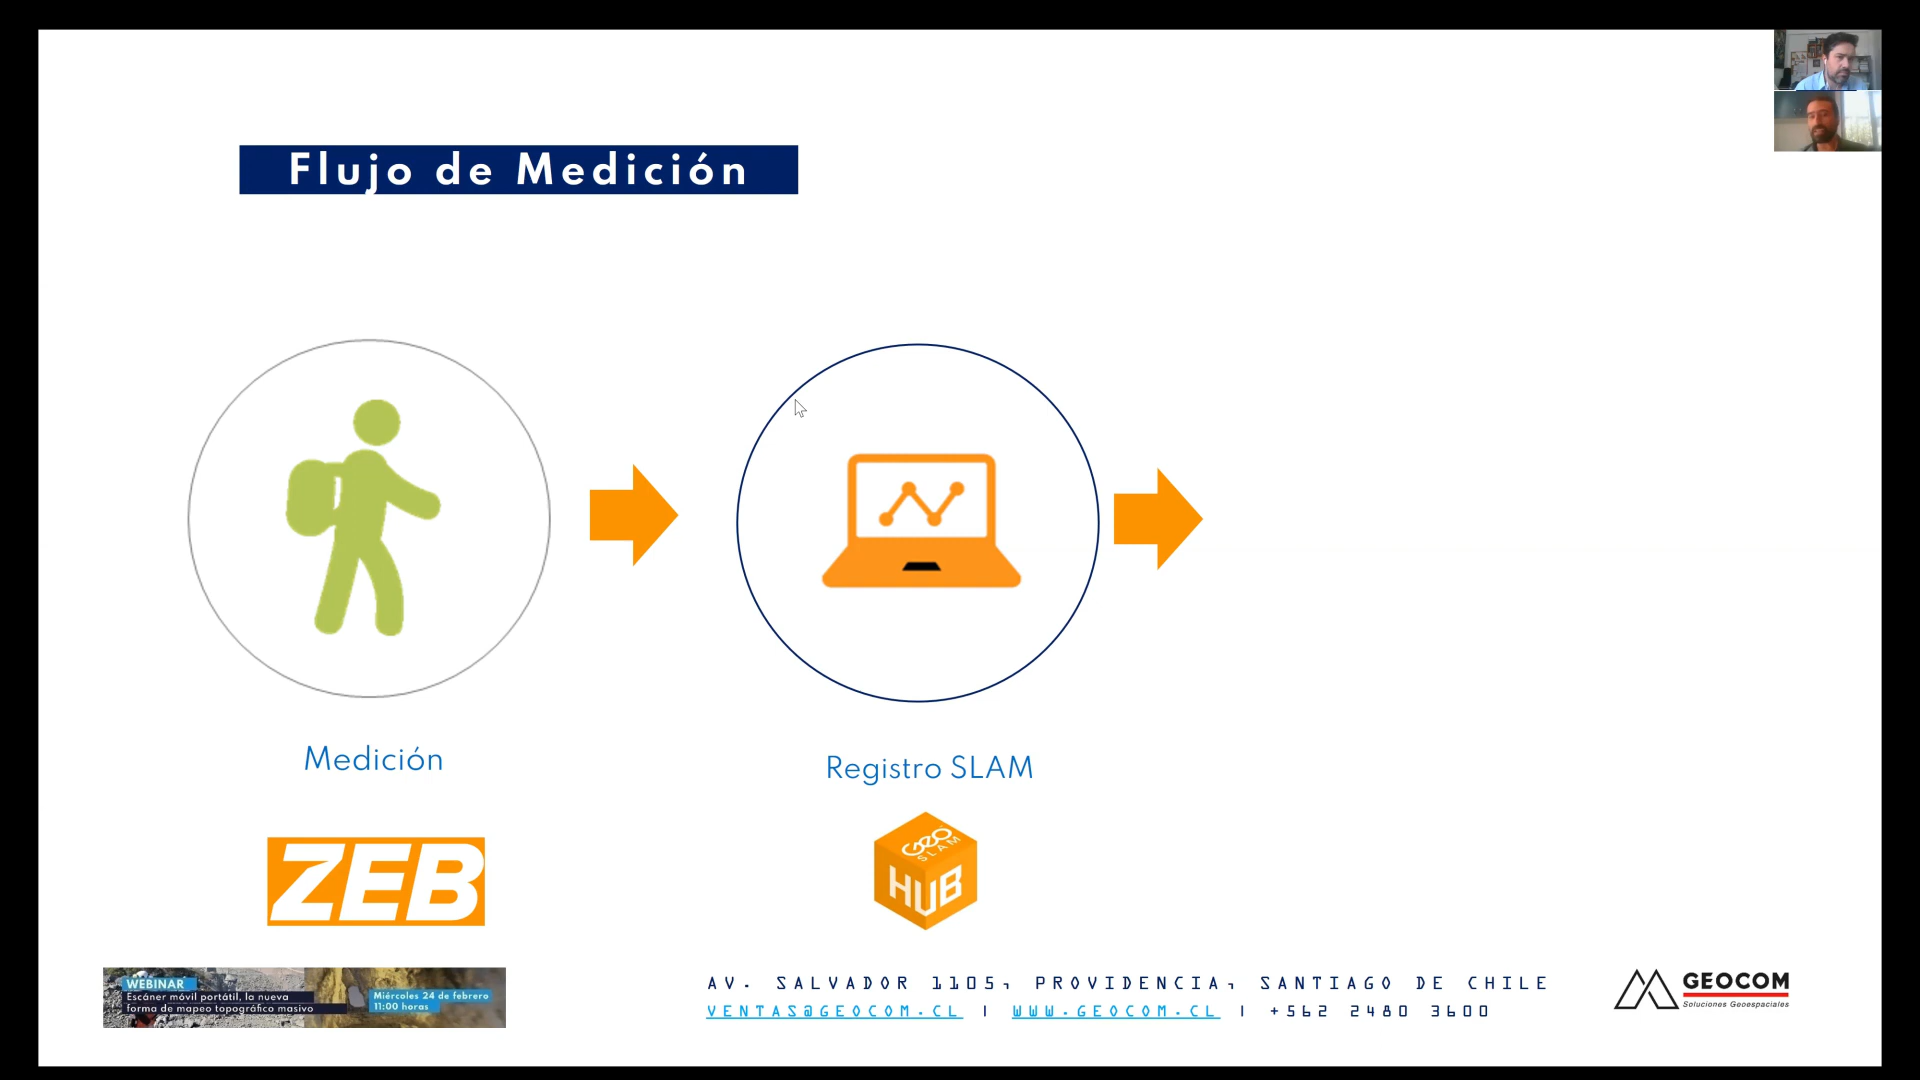 Flujo de Medición
Medición
Registro SLAM
ZEB
GEO
SLAM
HUB
WEBINAR
Escáner móvil portátil, la nueva
forma de mapeo topográfico masivo
Miércoles 24 de febrero
11:00 horas
AV. SALVADOR 1105, PROVIDENCIA, SANTIAGO DE CHILE
VENTAS@GEOCOM.CL | WWW.GEOCOM.CL | +562 2480 3600
GEOCOM
Soluciones Geoespaciales